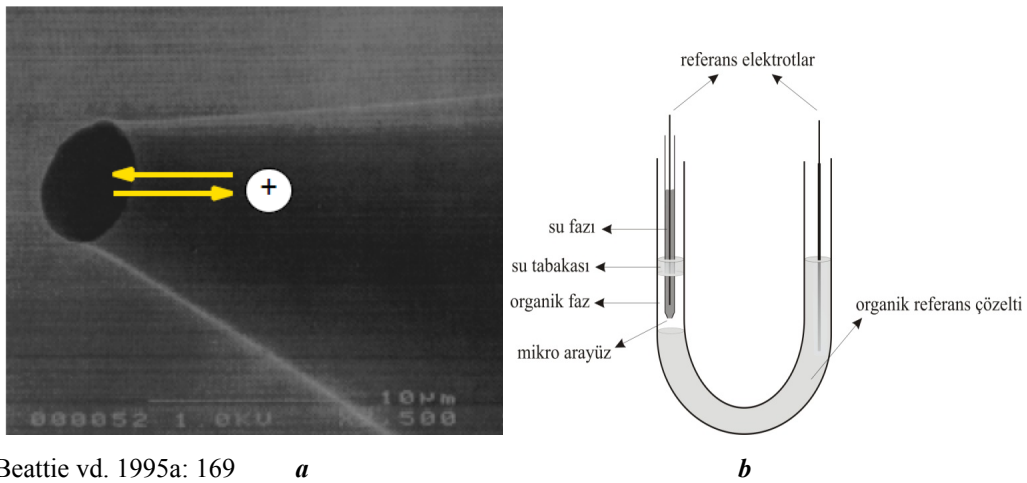 +
10µm
000052 1.0KV
,500
referans elektrotlar
su fazı
su tabakası
organik faz
mikro arayüz
organik referans çözelti
Beattie vd. 1995a: 169 a
b